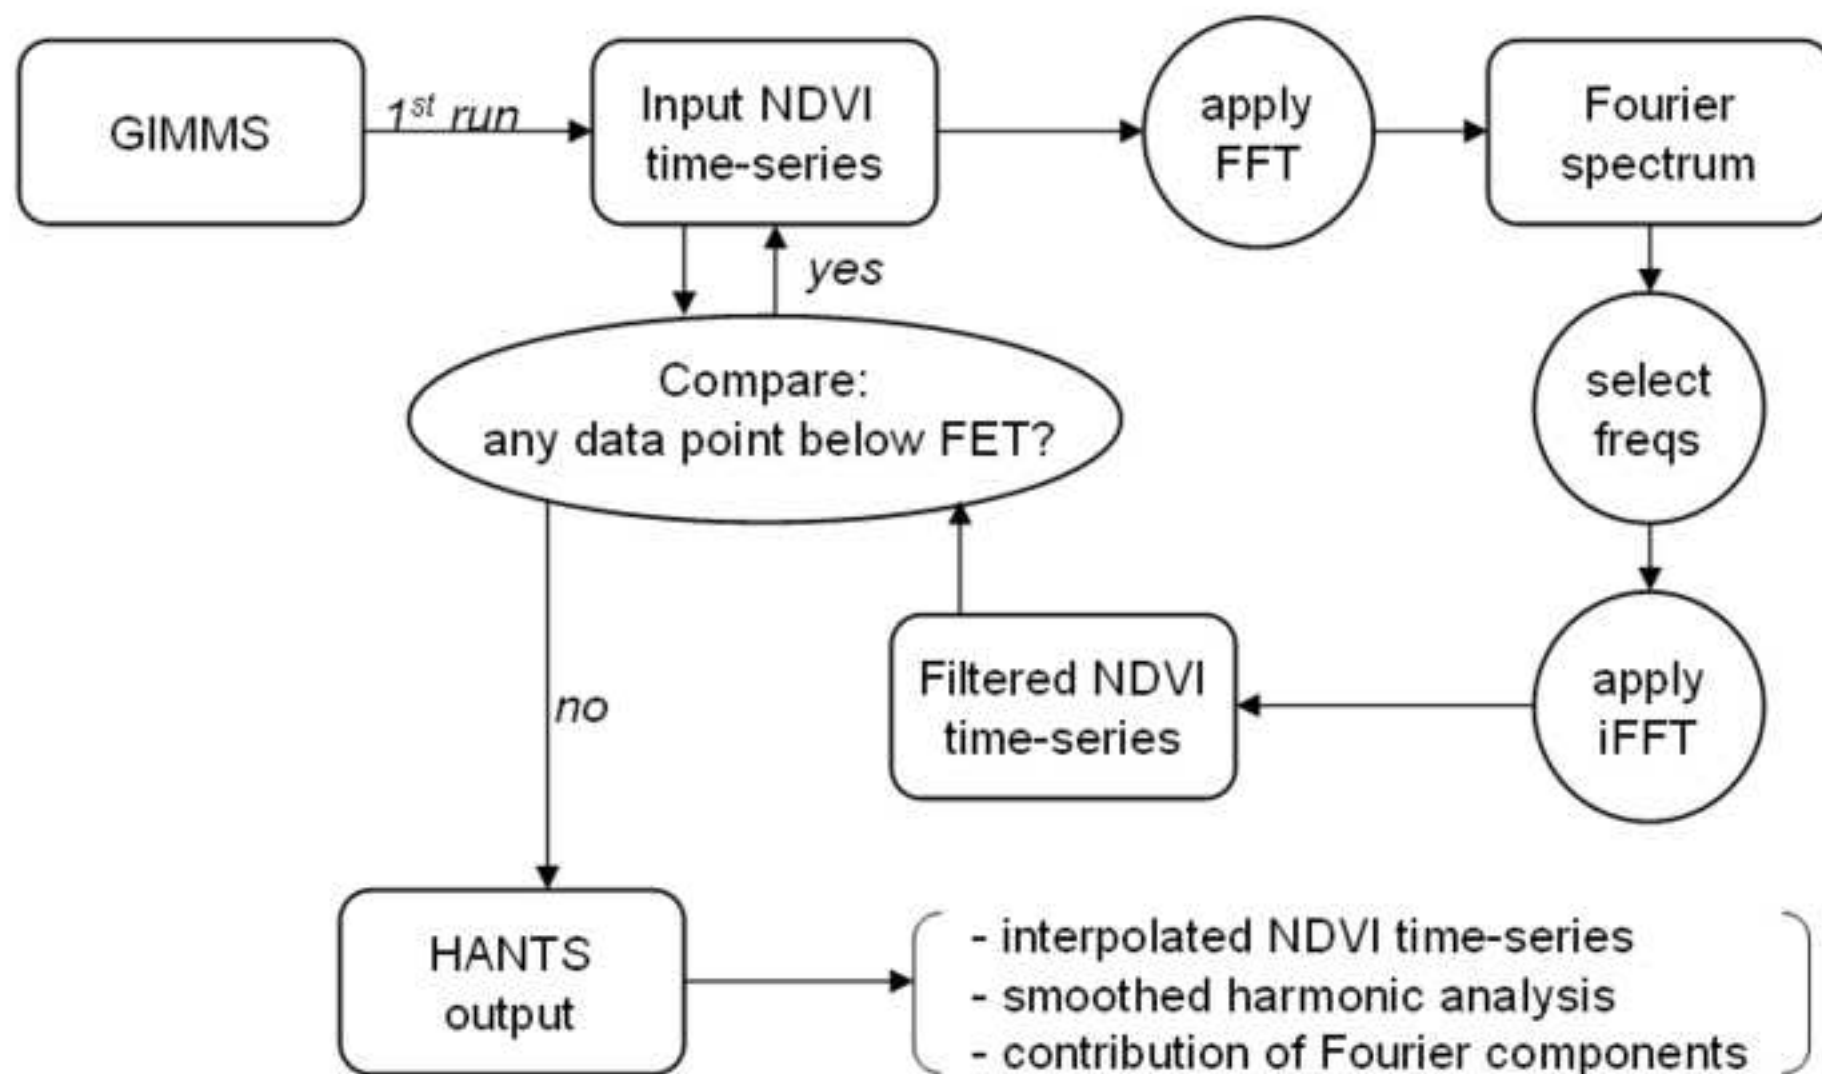 GIMMS
1st run
Input NDVI
time-series
apply
FFT
Fourier
spectrum
yes
Compare:
any data point below FET?
select
freqs
Filtered NDVI
time-series
apply
iFFT
no
HANTS
output
- interpolated NDVI time-series
- smoothed harmonic analysis
- contribution of Fourier components